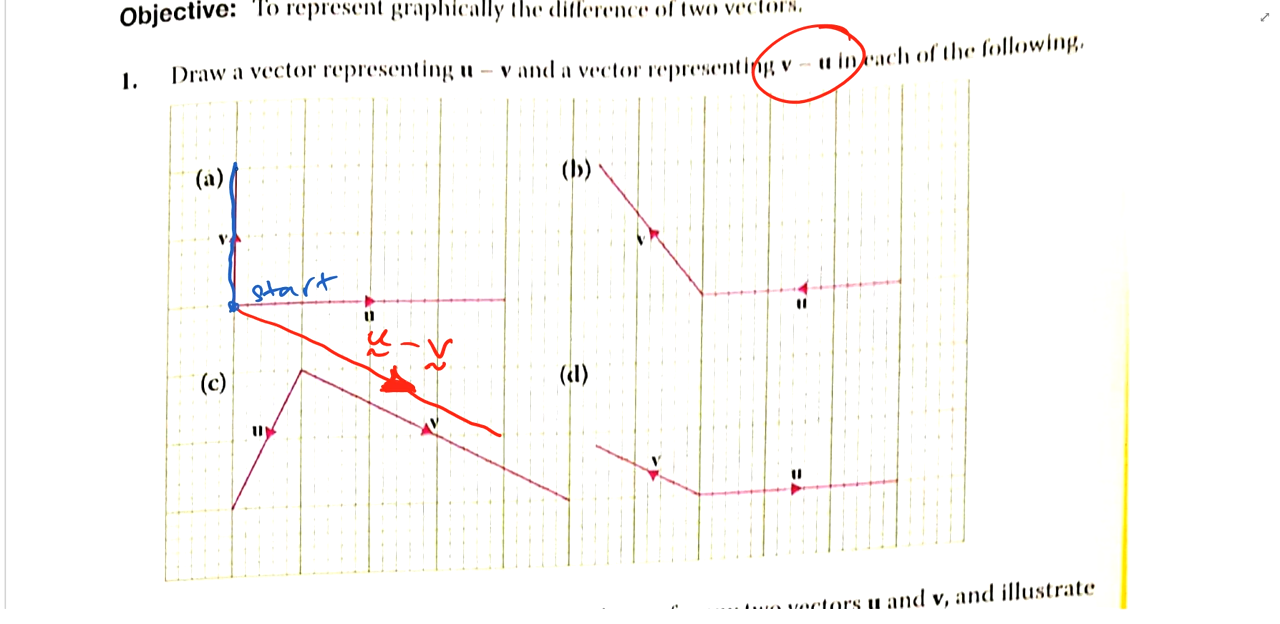 Objective: To represent graphically the difference of two vectors.
1. Draw a vector representing u – v and a vector representing v – u in each of the following.
(a)
v
start
u
u – v
(b)
v
u
(c)
u
v
(d)
v
u
two vectors u and v, and illustrate